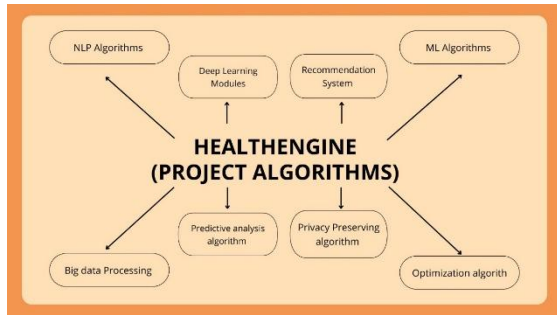 NLP Algorithms
ML Algorithms
Deep Learning
Modules
Recommendation
System
HEALTHENGINE
(PROJECT ALGORITHMS)
Predictive analysis
algorithm
Privacy Preserving
algorithm
Big data Processing
Optimization algorith